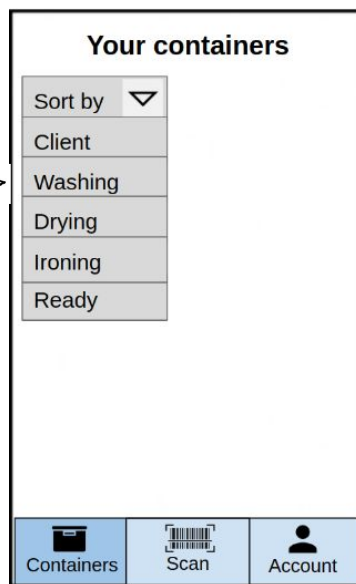 Your containers
Sort by
Client
Washing
Drying
Ironing
Ready
Containers
Scan
Account